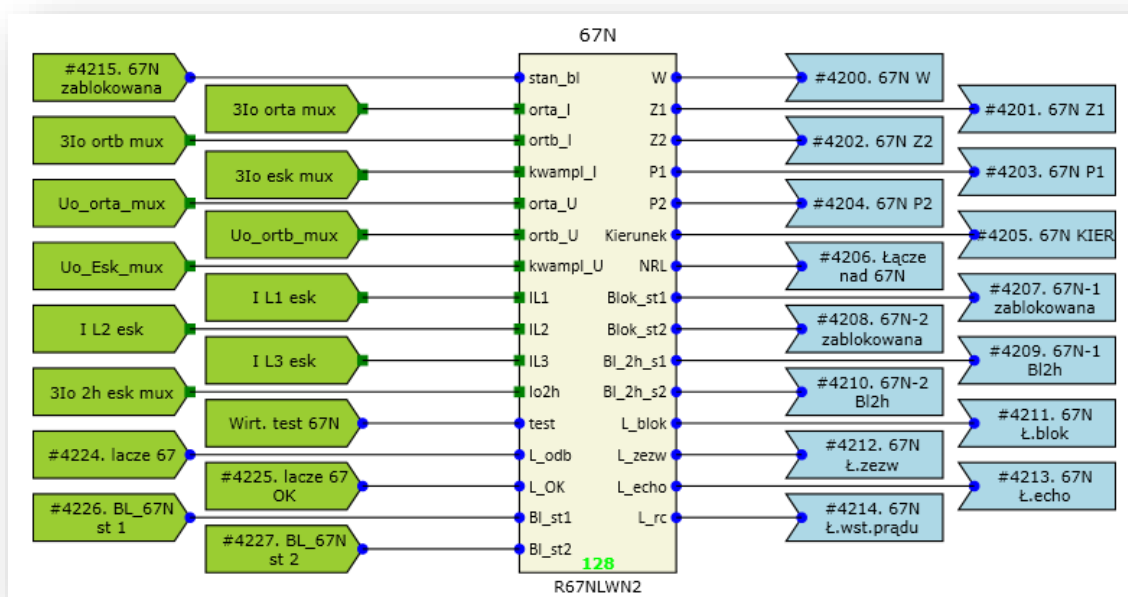 67N
#4215. 67N
zablokowana
stan_bl
W
#4200. 67N W
3Io orta mux
orta_I
Z1
#4201. 67N Z1
3Io ortb mux
ortb_I
Z2
#4202. 67N Z2
3Io esk mux
kwampl_I
P1
#4203. 67N P1
Uo_orta_mux
orta_U
P2
#4204. 67N P2
Uo_ortb_mux
ortb_U
Kierunek
#4205. 67N KIER
Uo_Esk_mux
kwampl_U
NRL
#4206. Łącze
nad 67N
I L1 esk
IL1
Blok_st1
#4207. 67N-1
zablokowana
I L2 esk
IL2
Blok_st2
#4208. 67N-2
zablokowana
I L3 esk
IL3
Bl_2h_s1
#4209. 67N-1
Bl2h
3Io 2h esk mux
Io2h
Bl_2h_s2
#4210. 67N-2
Bl2h
Wirt. test 67N
test
L_blok
#4211. 67N
Ł.blok
#4224. lacze 67
L_odb
L_zezw
#4212. 67N
Ł.zezw
#4225. lacze 67
OK
L_OK
L_echo
#4213. 67N
Ł.echo
#4226. BL_67N
st 1
Bl_st1
L_rc
#4214. 67N
Ł.wst.prądu
#4227. BL_67N
st 2
Bl_st2
128
R67NLWN2